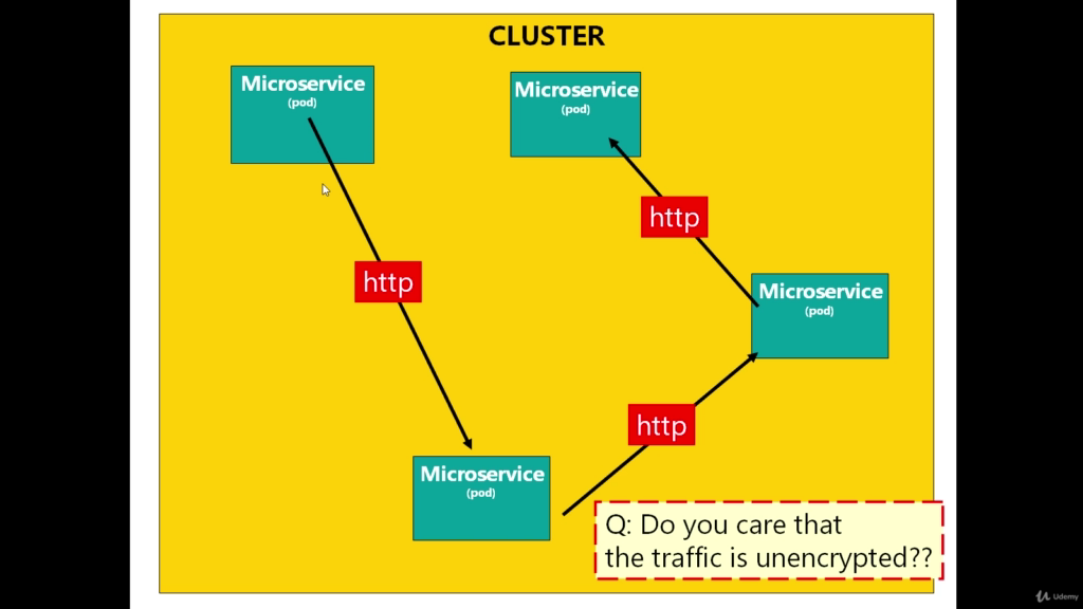 CLUSTER
Microservice
(pod)
Microservice
(pod)
http
http
Microservice
(pod)
http
Microservice
(pod)
Q: Do you care that
the traffic is unencrypted??
Udemy